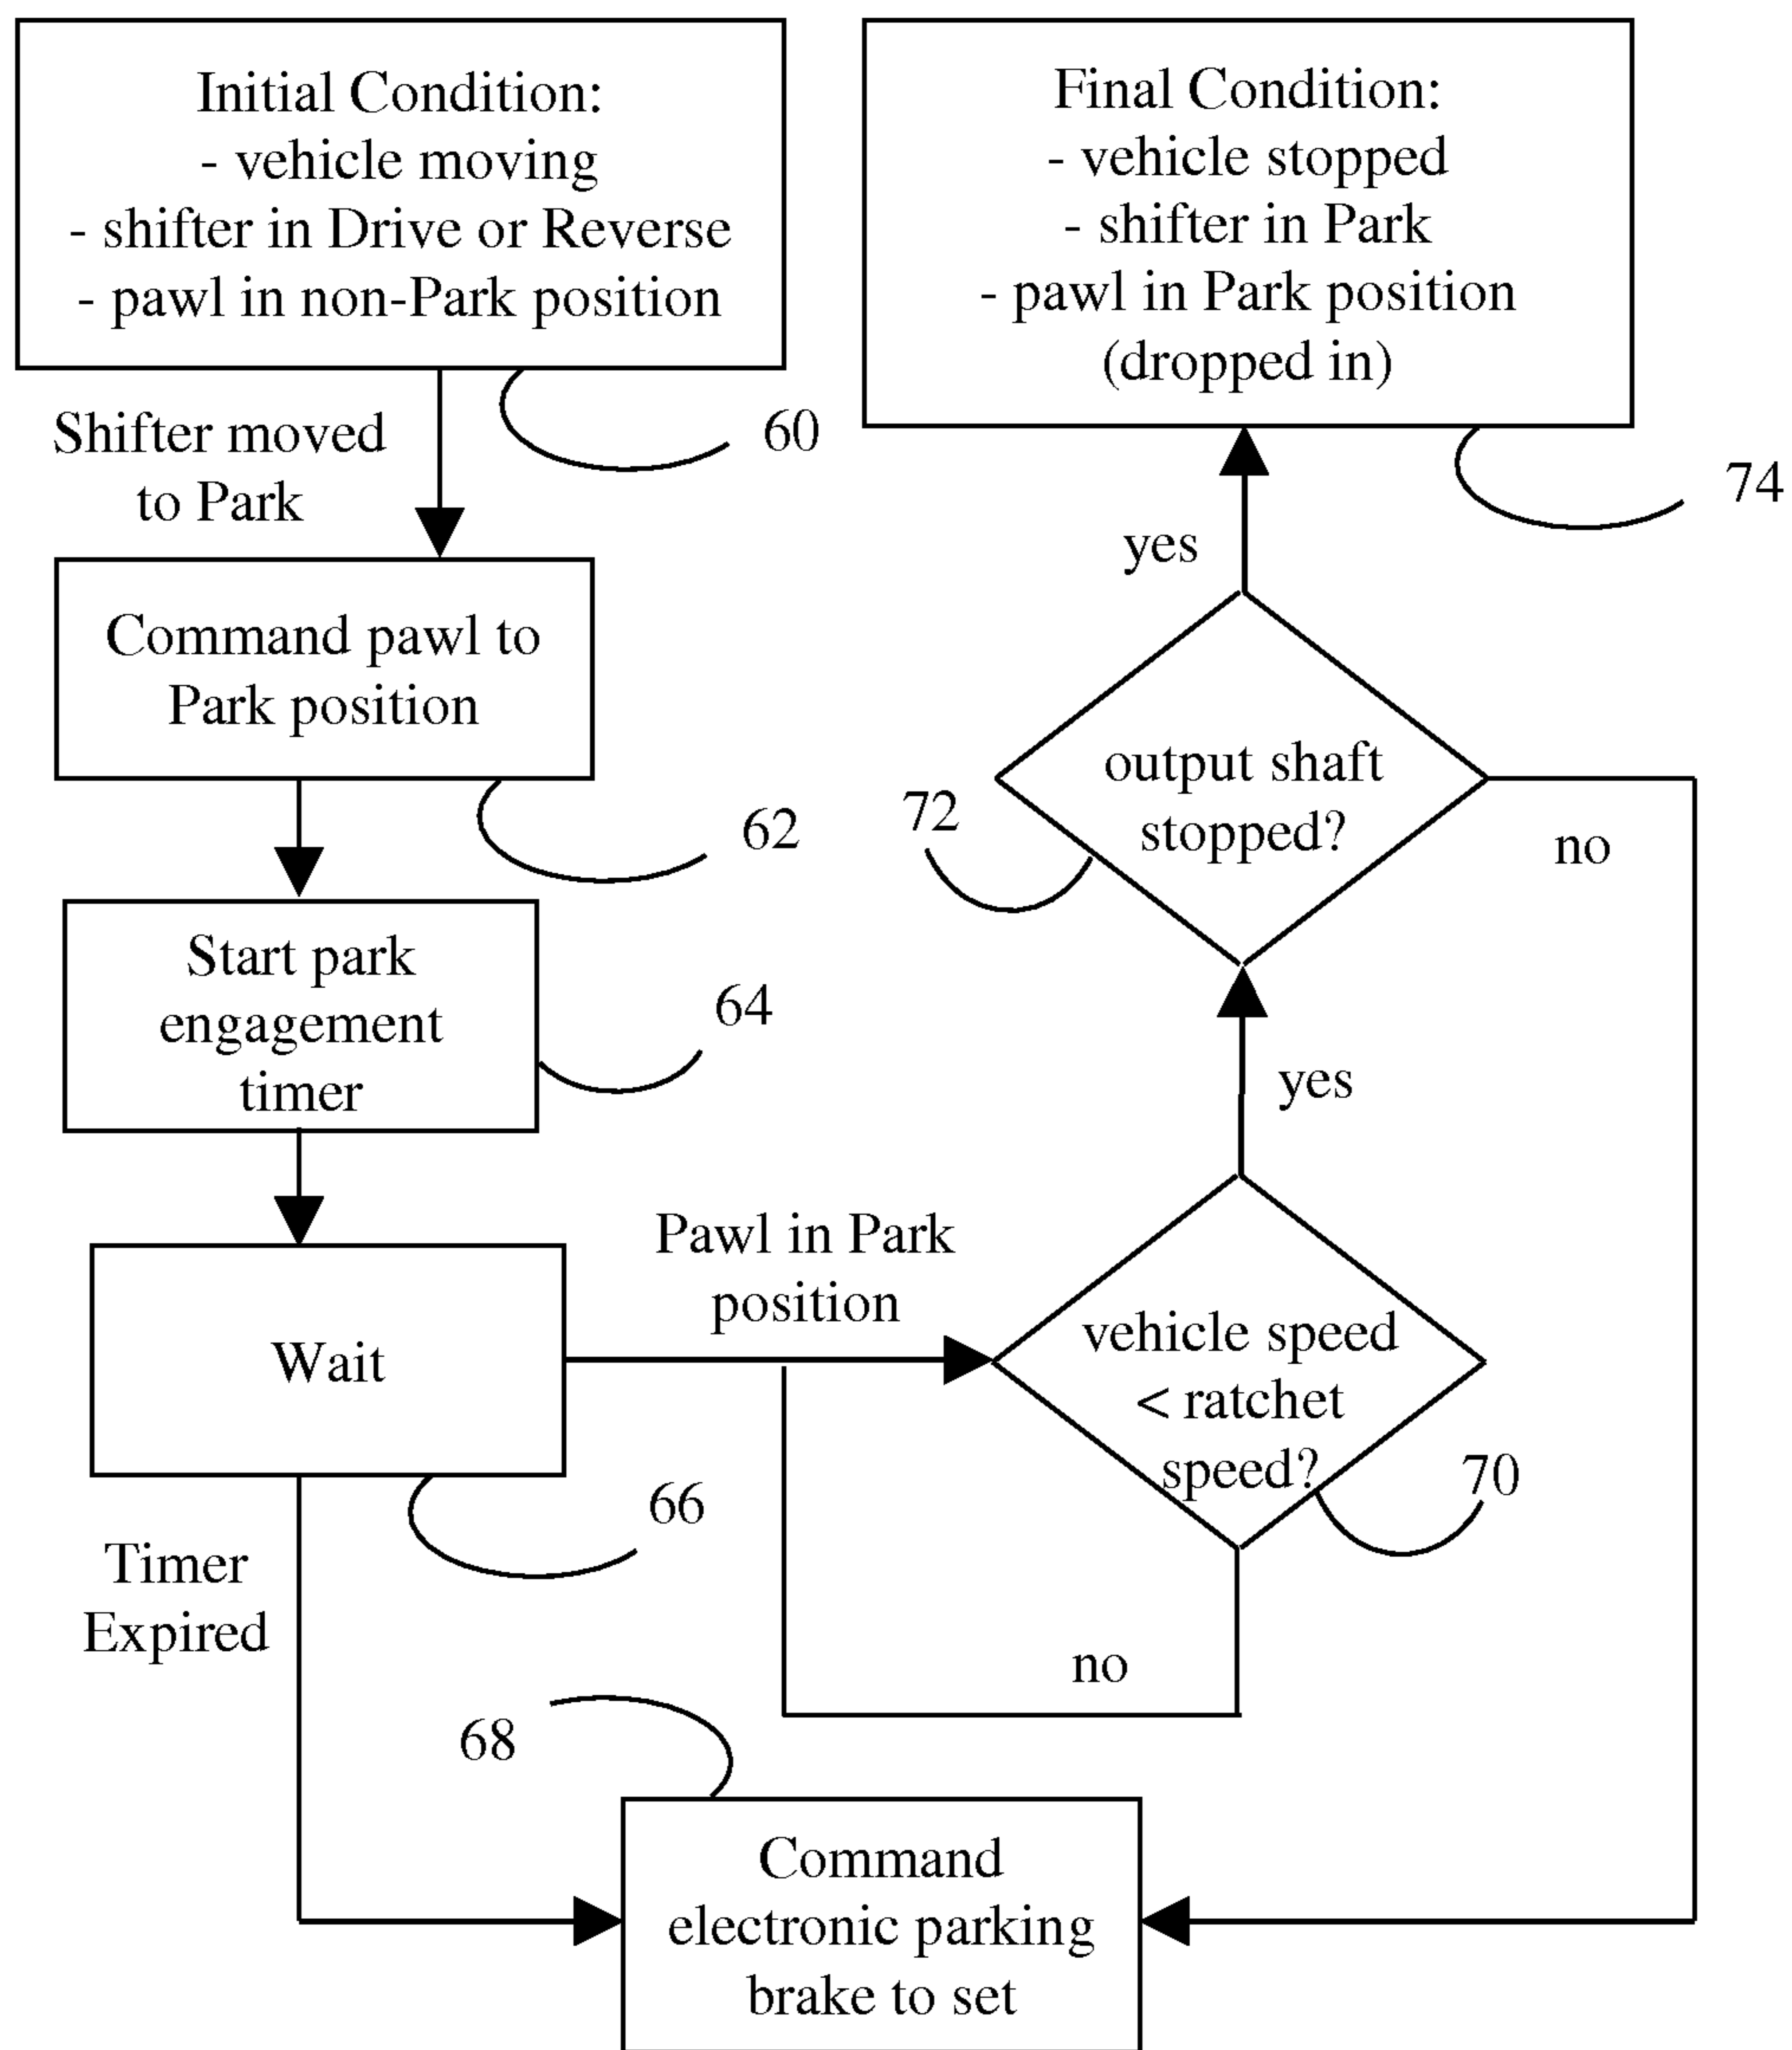 Initial Condition:
- vehicle moving
- shifter in Drive or Reverse
- pawl in non-Park position
60
Shifter moved
to Park
Command pawl to
Park position
62
Start park
engagement
timer
64
Wait
66
Timer
Expired
Pawl in Park
position
68
Command
electronic parking
brake to set
vehicle speed
< ratchet
speed?
70
no
yes
output shaft
stopped?
72
no
yes
Final Condition:
- vehicle stopped
- shifter in Park
- pawl in Park position
(dropped in)
74